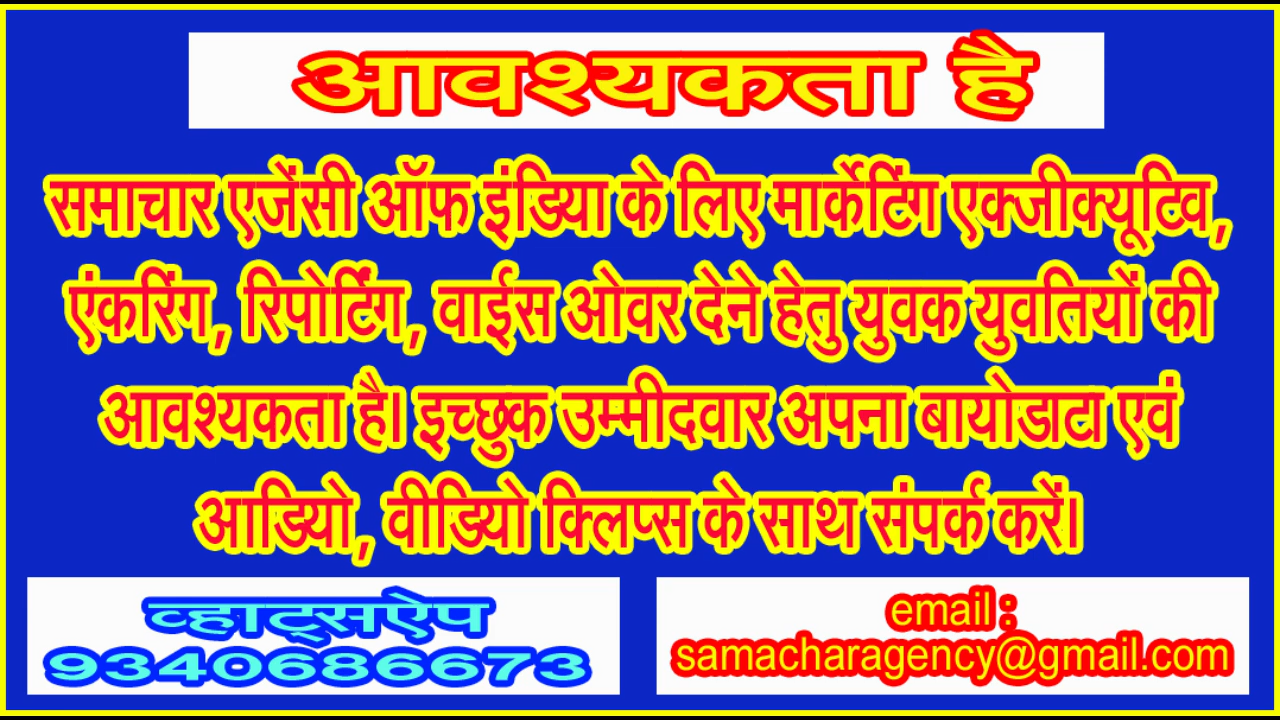 आवश्यकता है
समाचार एजेंसी ऑफ इंडिया के लिए मार्केटिंग एक्जीक्यूटिव,
एंकरिंग, रिपोर्टिंग, वाईस ओवर देने हेतु युवक युवतियों की
आवश्यकता है। इच्छुक उम्मीदवार अपना बायोडाटा एवं
आडियो, वीडियो क्लिप्स के साथ संपर्क करें।
व्हाट्सऐप
9340686673
email :
samacharagency@gmail.com